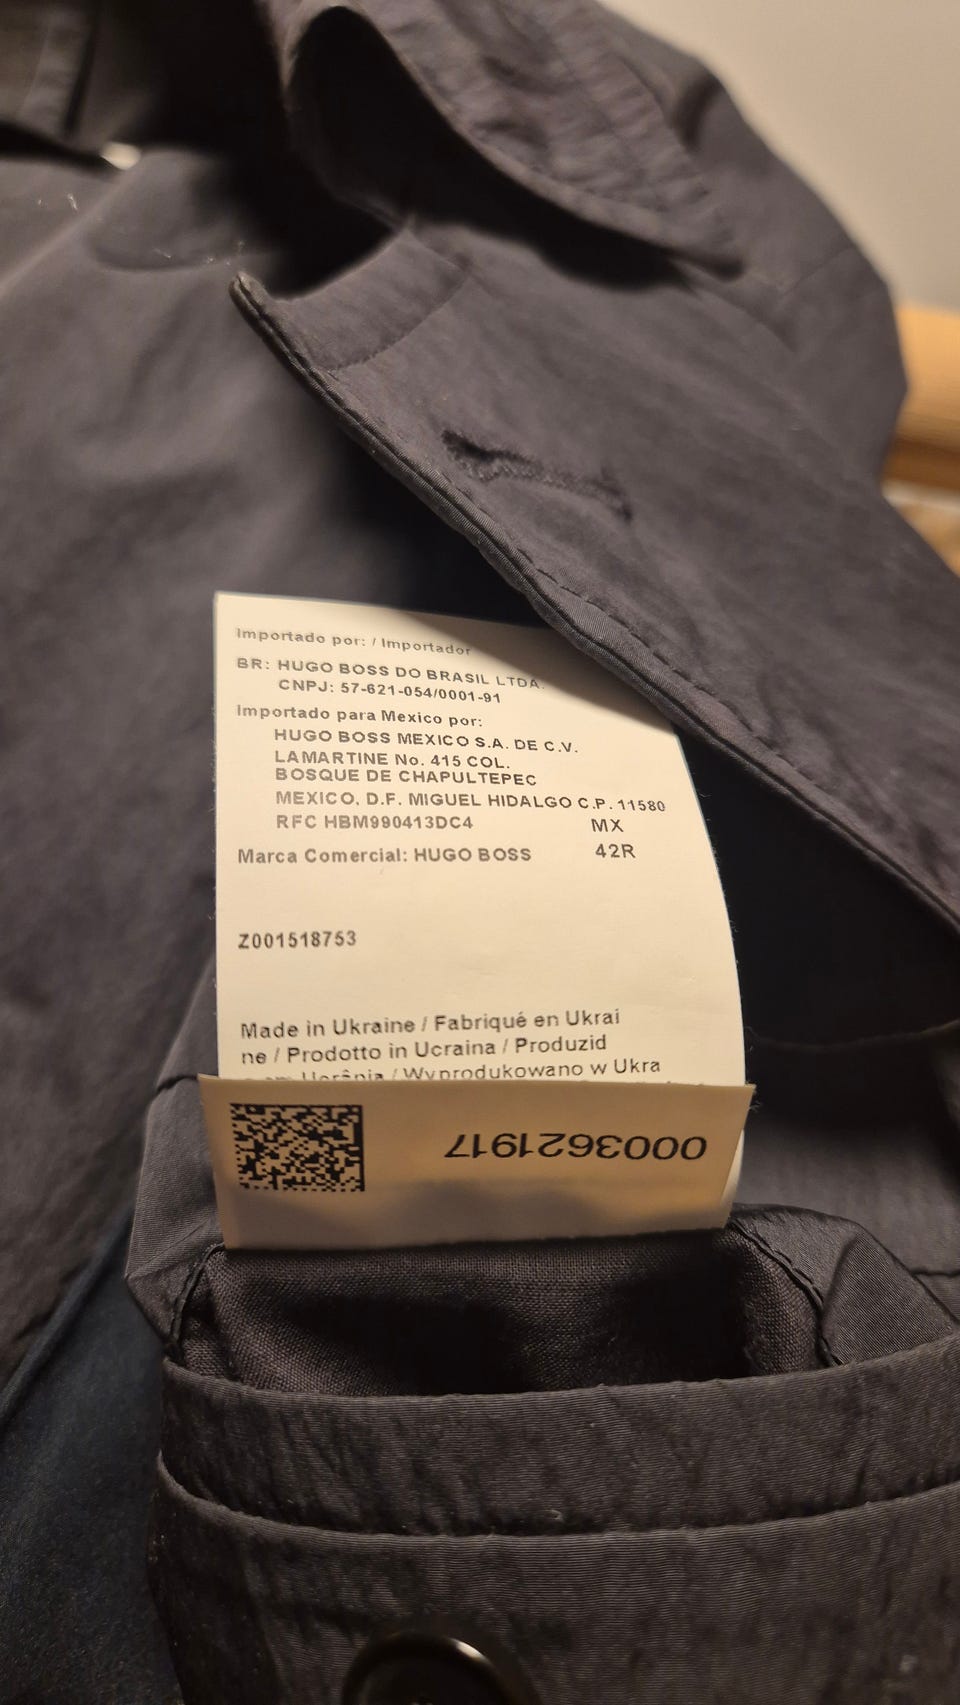 Importado por: / Importador
BR: HUGO BOSS DO BRASIL LTDA.
CNPJ: 57-621-054/0001-91
Importado para Mexico por:
HUGO BOSS MEXICO S.A. DE C.V.
LAMARTINE No. 415 COL.
BOSQUE DE CHAPULTEPEC
MEXICO, D.F. MIGUEL HIDALGO C.P. 11580
RFC HBM990413DC4 MX
Marca Comercial: HUGO BOSS 42R
Z001518753
Made in Ukraine / Fabriqué en Ukrai
ne / Prodotto in Ucraina / Produzid
Ucrânia / Wyprodukowano w Ukra
0003621917